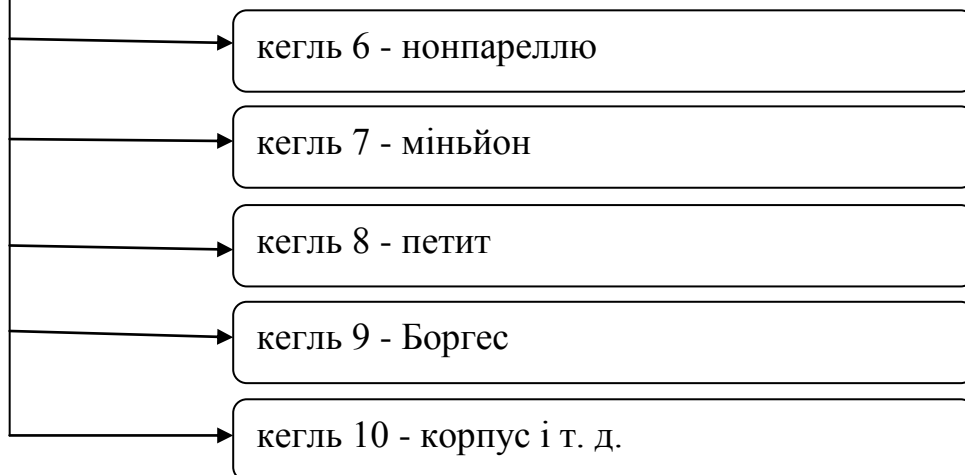 кегль 6 - нонпареллю
кегль 7 - міньйон
кегль 8 - петит
кегль 9 - Боргес
кегль 10 - корпус і т. д.